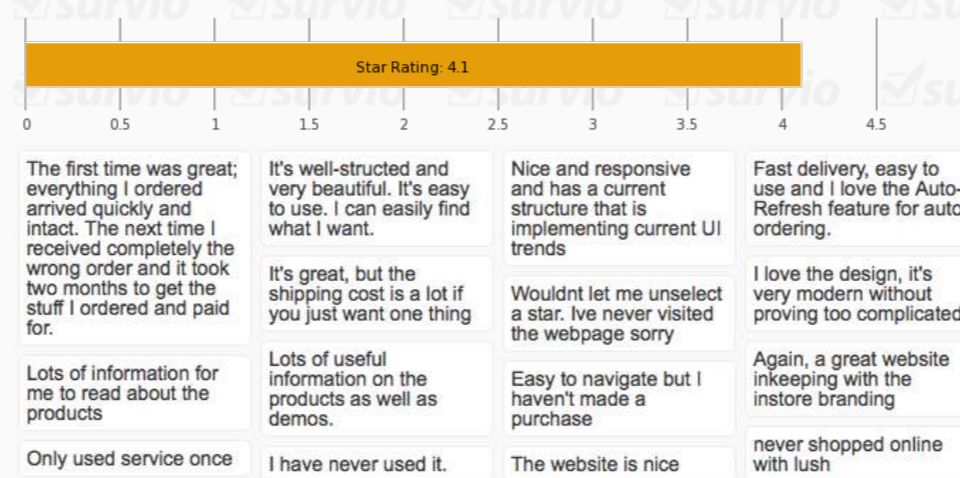 Star Rating: 4.1
0 0.5 1 1.5 2 2.5 3 3.5 4 4.5
The first time was great;
everything I ordered
arrived quickly and
intact. The next time I
received completely the
wrong order and it took
two months to get the
stuff I ordered and paid
for.
Lots of information for
me to read about the
products
Only used service once
It's well-structed and
very beautiful. It's easy
to use. I can easily find
what I want.
It's great, but the
shipping cost is a lot if
you just want one thing
Lots of useful
information on the
products as well as
demos.
I have never used it.
Nice and responsive
and has a current
structure that is
implementing current UI
trends
Wouldnt let me unselect
a star. Ive never visited
the webpage sorry
Easy to navigate but I
haven't made a
purchase
The website is nice
Fast delivery, easy to
use and I love the Auto-
Refresh feature for auto
ordering.
I love the design, it's
very modern without
proving too complicated
Again, a great website
inkeeping with the
instore branding
never shopped online
with lush
survio
survio
survio
survio